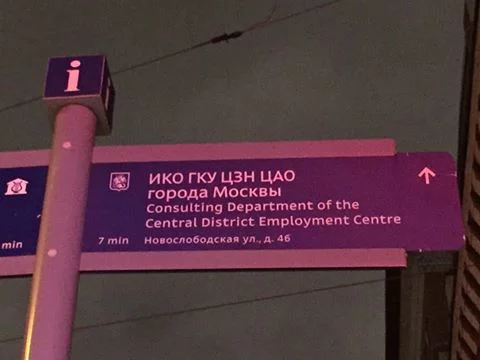 i
ИКО ГКУ ЦЗН ЦАО
города Москвы
Consulting Department of the
Central District Employment Centre
min
7 min Новослободская ул., д. 46